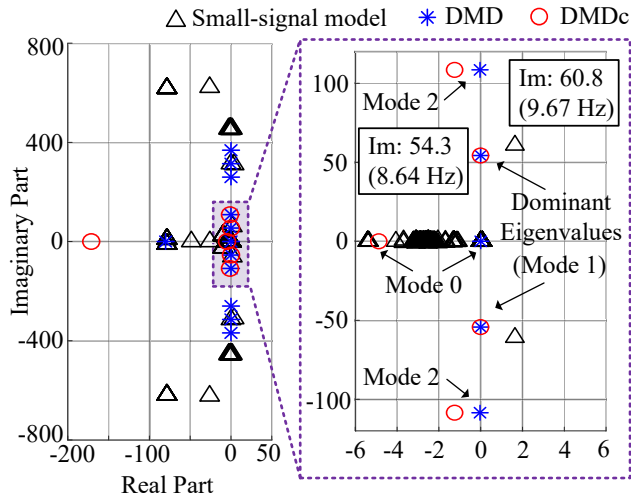 Small-signal model DMD DMDc
800
400
0
-400
-800
Imaginary Part
-200 -100 0 50
Real Part
100
50
0
-50
-100
Mode 2
Im: 60.8
(9.67 Hz)
Im: 54.3
(8.64 Hz)
Dominant
Eigenvalues
(Mode 1)
Mode 0
Mode 2
-6 -4 -2 0 2 4 6